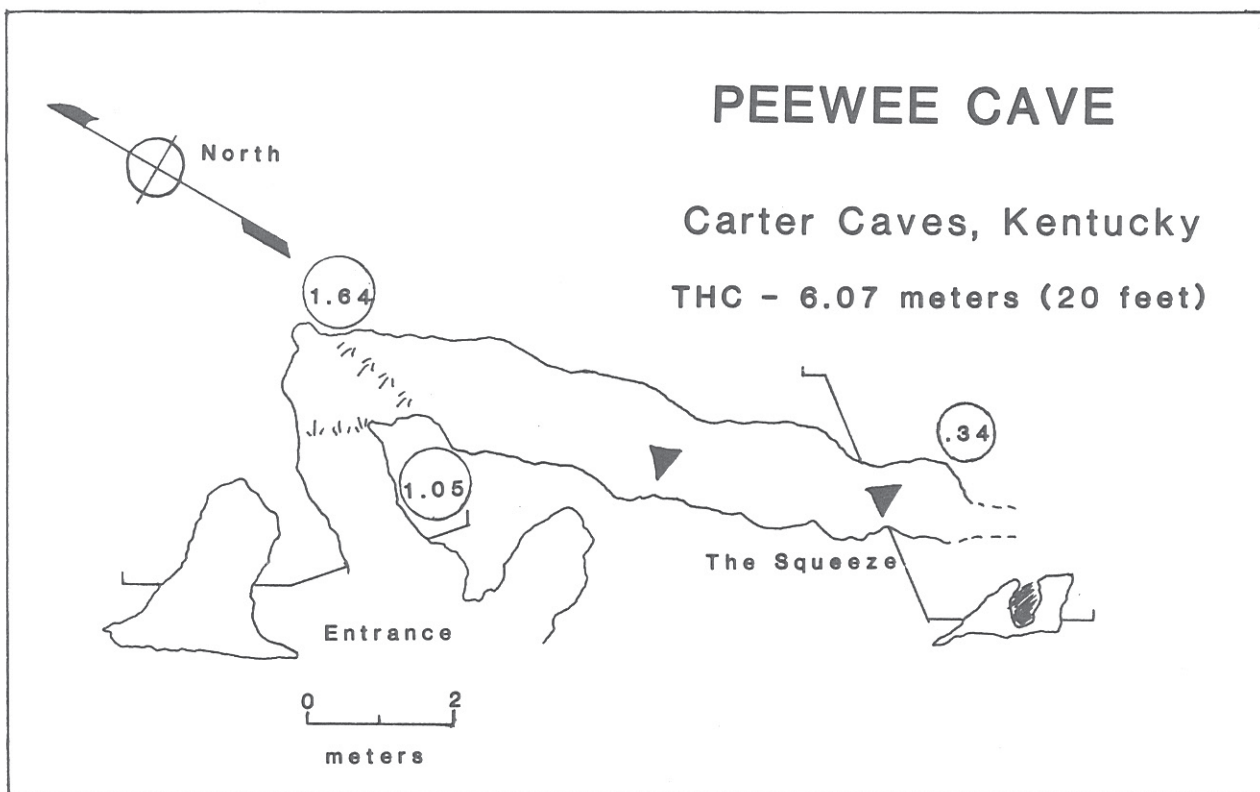 PEEWEE CAVE
North
Carter Caves, Kentucky
1.64
THC - 6.07 meters (20 feet)
.34
1.05
The Squeeze
Entrance
0 2
meters